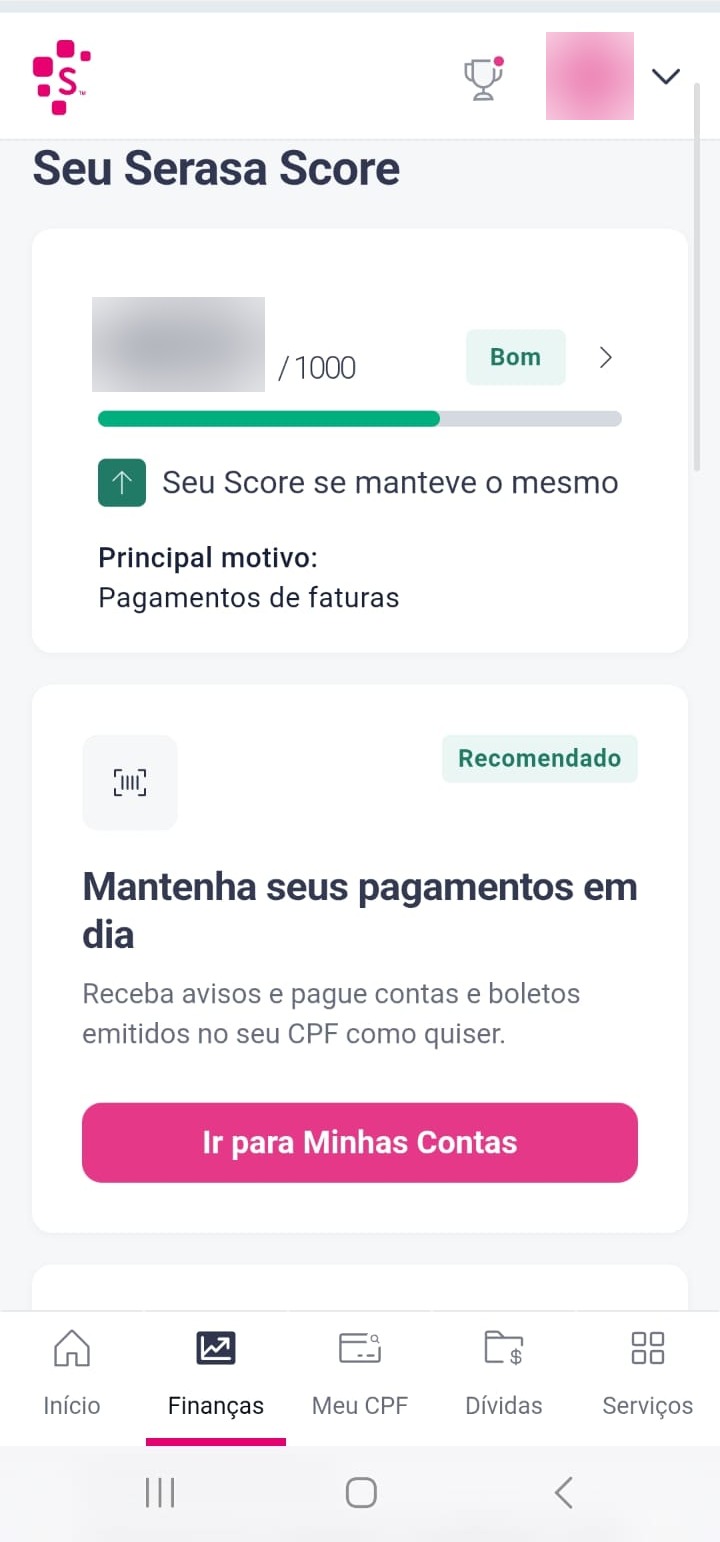 S
TM
Seu Serasa Score
/ 1000
Bom
Seu Score se manteve o mesmo
Principal motivo:
Pagamentos de faturas
Recomendado
Mantenha seus pagamentos em
dia
Receba avisos e pague contas e boletos
emitidos no seu CPF como quiser.
Ir para Minhas Contas
Início
Finanças
Meu CPF
Dívidas
Serviços